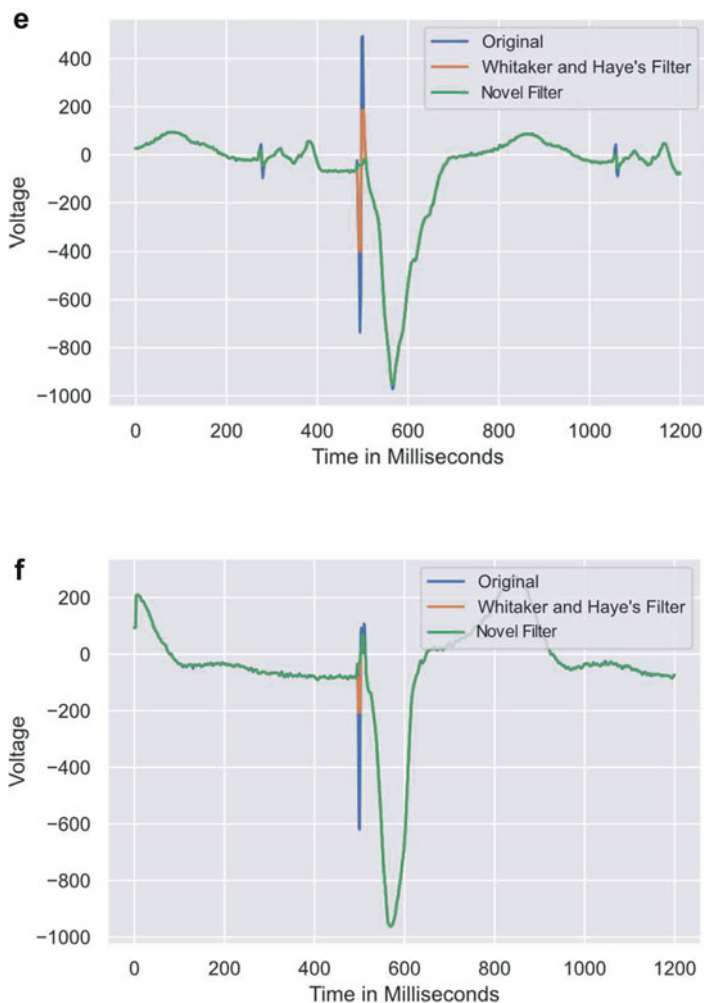 e
Original
Whitaker and Haye's Filter
Novel Filter
400
200
0
−200
−400
−600
−800
−1000
Voltage
0 200 400 600 800 1000 1200
Time in Milliseconds
f
Original
Whitaker and Haye's Filter
Novel Filter
200
0
−200
−400
−600
−800
−1000
Voltage
0 200 400 600 800 1000 1200
Time in Milliseconds